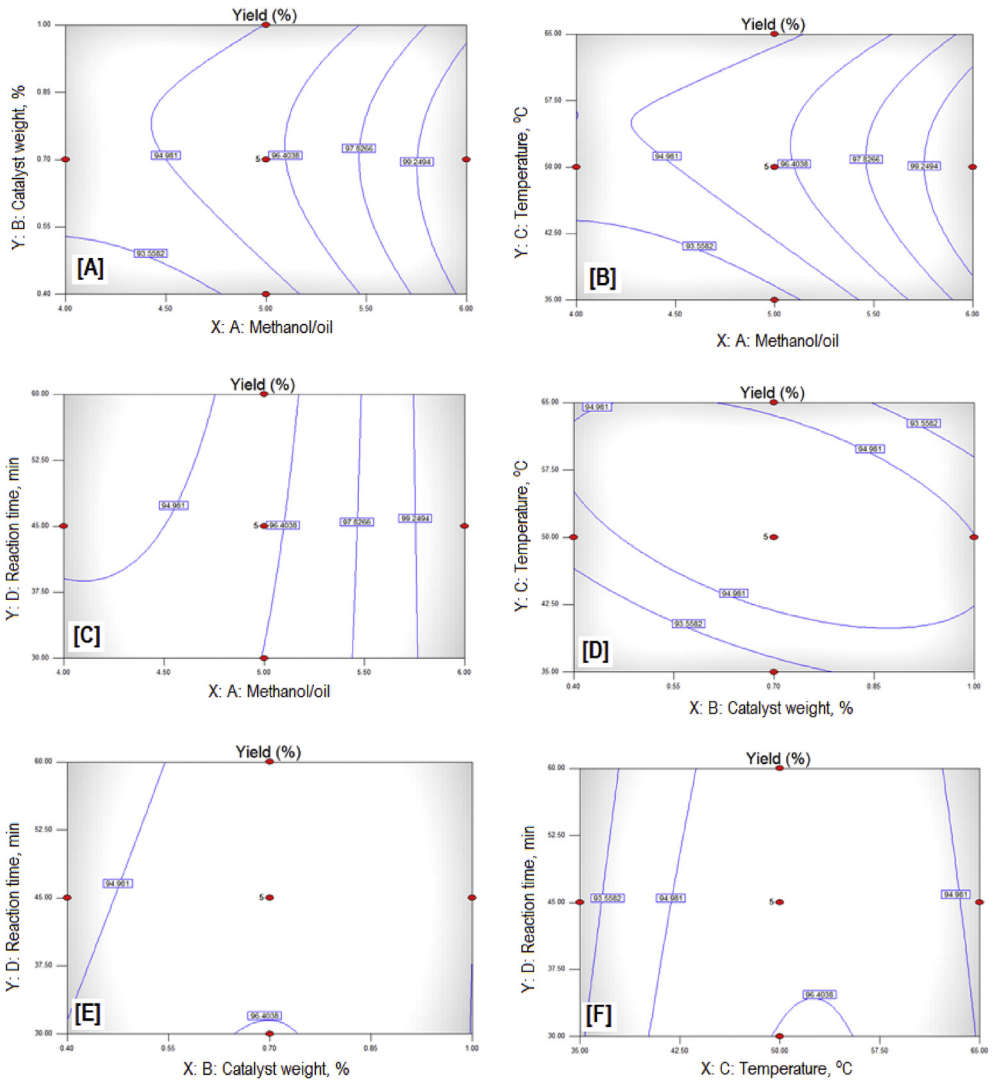 Yield (%)
1.00
0.85
0.70
0.55
0.40
Y: B: Catalyst weight, %
94.981
5
96.4038
97.8266
99.2494
93.5582
[A]
4.00 4.50 5.00 5.50 6.00
X: A: Methanol/oil
Yield (%)
65.00
57.50
50.00
42.50
35.00
Y: C: Temperature, ⁰C
94.981
5
96.4038
97.8266
99.2494
93.5582
[B]
4.00 4.50 5.00 5.50 6.00
X: A: Methanol/oil
Yield (%)
60.00
52.50
45.00
37.50
30.00
Y: D: Reaction time, min
94.981
5
96.4038
97.8266
99.2494
[C]
4.00 4.50 5.00 5.50 6.00
X: A: Methanol/oil
Yield (%)
65.00
57.50
50.00
42.50
35.00
Y: C: Temperature, ⁰C
94.981
93.5582
94.981
5
94.981
93.5582
[D]
0.40 0.55 0.70 0.85 1.00
X: B: Catalyst weight, %
Yield (%)
60.00
52.50
45.00
37.50
30.00
Y: D: Reaction time, min
94.981
5
96.4038
[E]
0.40 0.55 0.70 0.85 1.00
X: B: Catalyst weight, %
Yield (%)
60.00
52.50
45.00
37.50
30.00
Y: D: Reaction time, min
93.5582
94.981
5
94.981
96.4038
[F]
35.00 42.50 50.00 57.50 65.00
X: C: Temperature, ⁰C